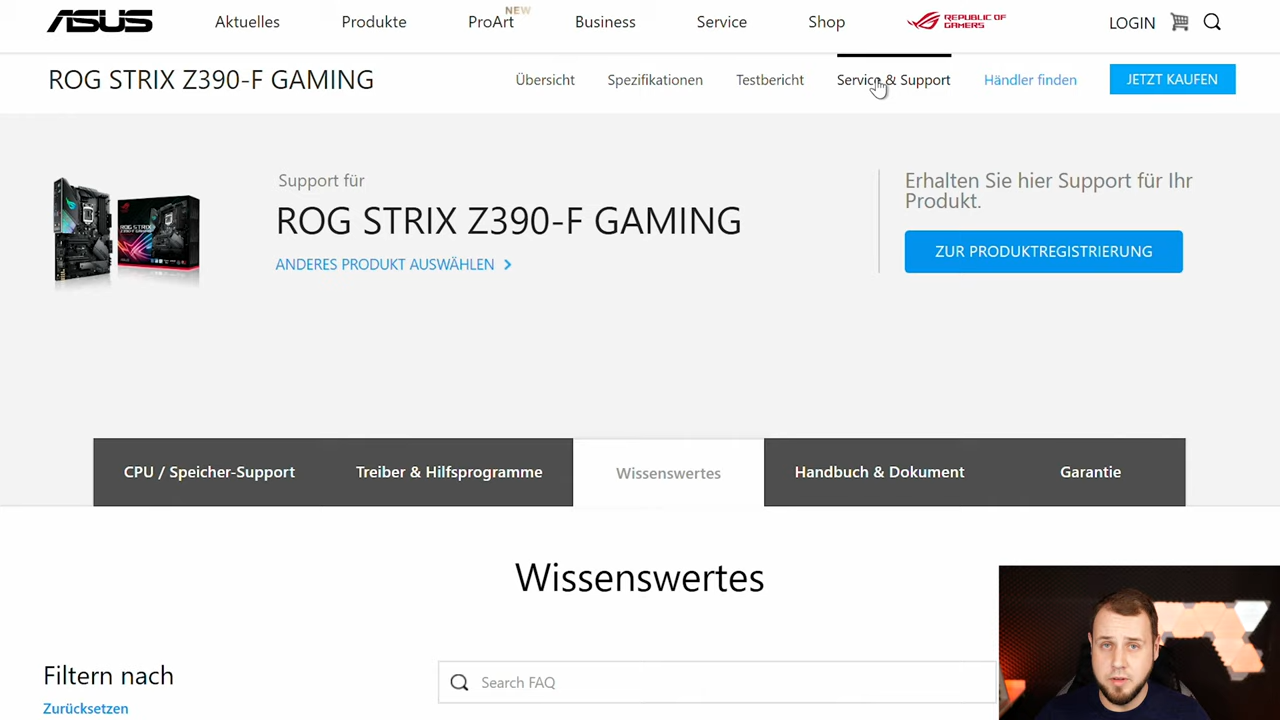 ASUS
Aktuelles
Produkte
NEW
ProArt
Business
Service
Shop
REPUBLIC OF
GAMERS
LOGIN
ROG STRIX Z390-F GAMING
Übersicht
Spezifikationen
Testbericht
Service & Support
Händler finden
JETZT KAUFEN
Support für
ROG STRIX Z390-F GAMING
ANDERES PRODUKT AUSWÄHLEN
Erhalten Sie hier Support für Ihr
Produkt.
ZUR PRODUKTREGISTRIERUNG
CPU / Speicher-Support
Treiber & Hilfsprogramme
Wissenswertes
Handbuch & Dokument
Garantie
Wissenswertes
Filtern nach
Zurücksetzen
Search FAQ